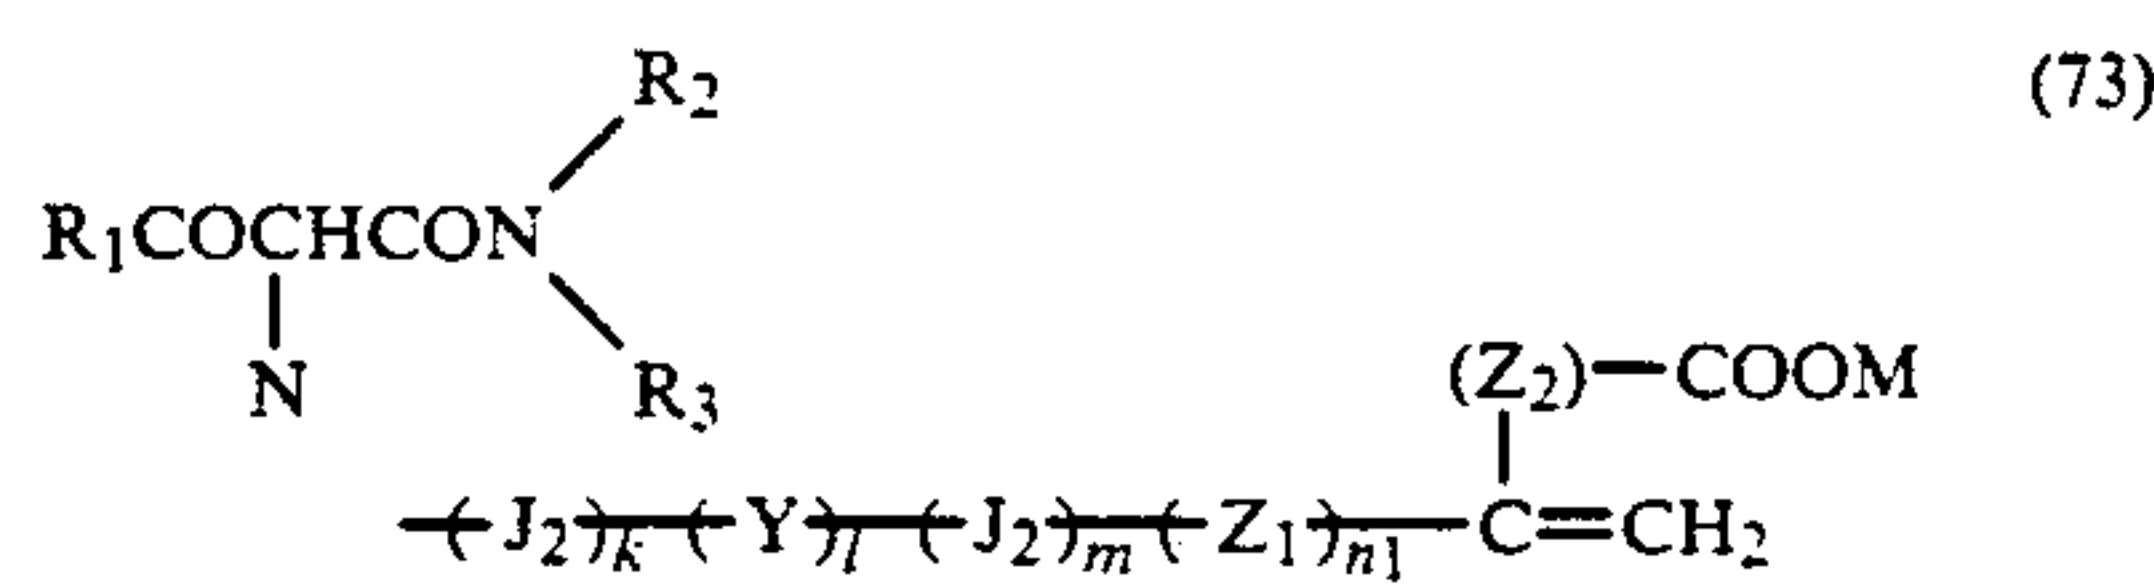 R₂ (73)
R₁COCHCON
N R₃ (Z₂)—COOM
—(J₂)ₖ—(Y)ₗ—(J₂)ₘ—(Z₁)ₙ₁—C=CH₂